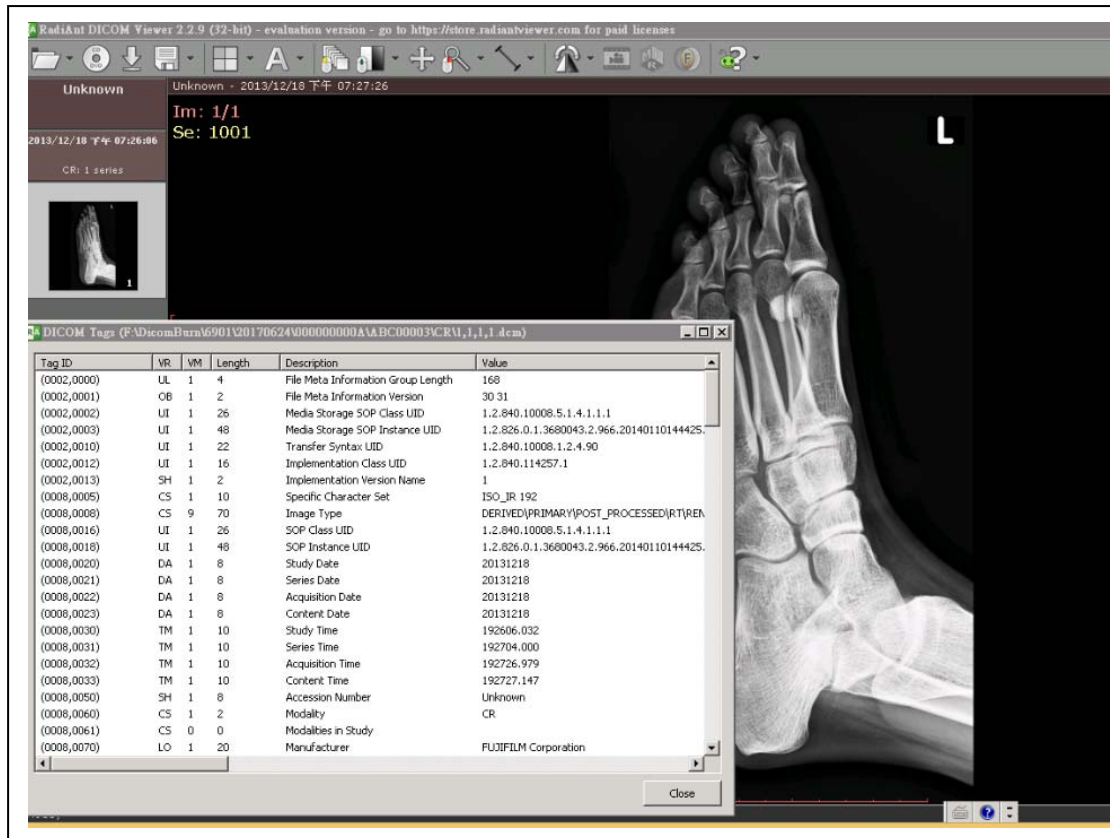 RadiAnt DICOM Viewer 2.2.9 (32-bit) - evaluation version - go to https://store.radiantviewer.com for paid licenses
Unknown
Unknown - 2013/12/18 下午 07:27:26
Im: 1/1
Se: 1001
2013/12/18 下午 07:26:06
CR: 1 series
1
L
DICOM Tags (F:\DicomBurn\6901\20170624\000000000A\ABC00003\CR\1,1,1,1.dcm)
Tag ID VR VM Length Description Value
(0002,0000) UL 1 4 File Meta Information Group Length 168
(0002,0001) OB 1 2 File Meta Information Version 30 31
(0002,0002) UI 1 26 Media Storage SOP Class UID 1.2.840.10008.5.1.4.1.1.1
(0002,0003) UI 1 48 Media Storage SOP Instance UID 1.2.826.0.1.3680043.2.966.20140110144425.
(0002,0010) UI 1 22 Transfer Syntax UID 1.2.840.10008.1.2.4.90
(0002,0012) UI 1 16 Implementation Class UID 1.2.840.114257.1
(0002,0013) SH 1 2 Implementation Version Name 1
(0008,0005) CS 1 10 Specific Character Set ISO_IR 192
(0008,0008) CS 9 70 Image Type DERIVED\PRIMARY\POST_PROCESSED\RT\REN
(0008,0016) UI 1 26 SOP Class UID 1.2.840.10008.5.1.4.1.1.1
(0008,0018) UI 1 48 SOP Instance UID 1.2.826.0.1.3680043.2.966.20140110144425.
(0008,0020) DA 1 8 Study Date 20131218
(0008,0021) DA 1 8 Series Date 20131218
(0008,0022) DA 1 8 Acquisition Date 20131218
(0008,0023) DA 1 8 Content Date 20131218
(0008,0030) TM 1 10 Study Time 192606.032
(0008,0031) TM 1 10 Series Time 192704.000
(0008,0032) TM 1 10 Acquisition Time 192726.979
(0008,0033) TM 1 10 Content Time 192727.147
(0008,0050) SH 1 8 Accession Number Unknown
(0008,0060) CS 1 2 Modality CR
(0008,0061) CS 0 0 Modalities in Study
(0008,0070) LO 1 20 Manufacturer FUJIFILM Corporation
Close